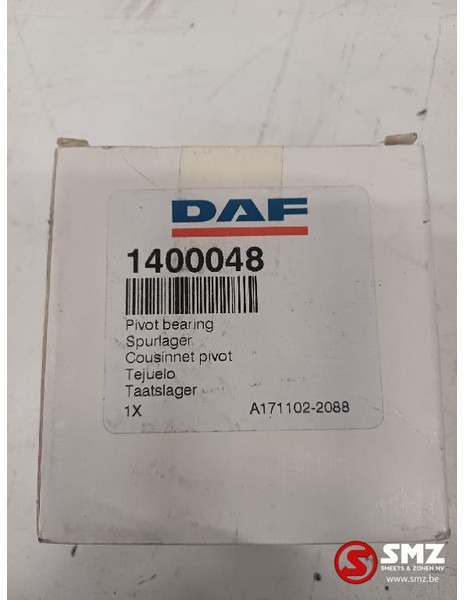 DAF
1400048
Pivot bearing
Spurlager
Cousinnet pivot
Tejuelo
Taatslager
1X A171102-2088
SMZ
SMEETS & ZONEN NV
www.smz.be